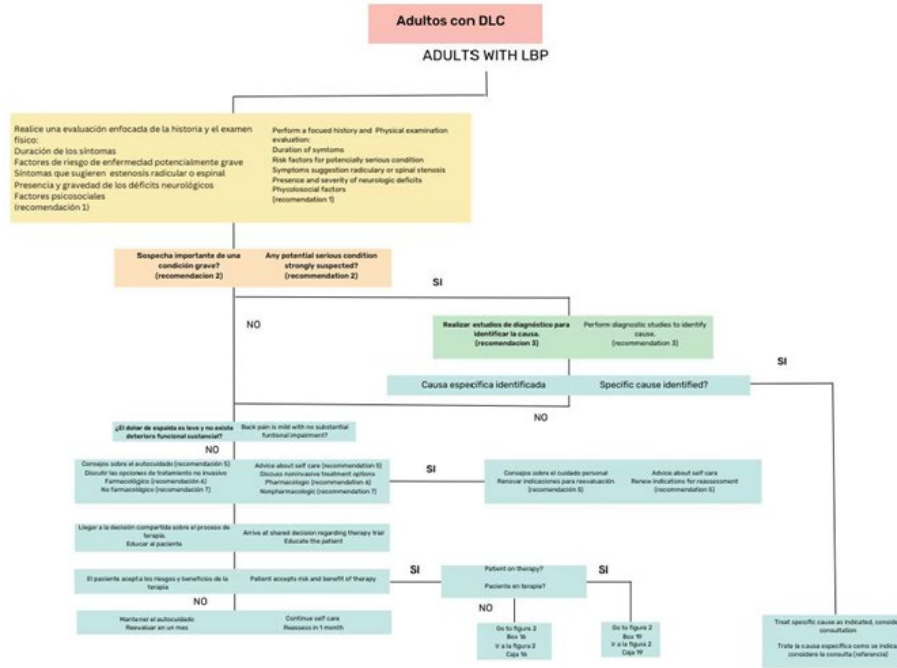 Adultos con DLC
ADULTS WITH LBP
Realice una evaluación enfocada de la historia y el examen
físico:
Duración de los síntomas
Factores de riesgo de enfermedad potencialmente grave
Síntomas que sugieren estenosis radicular o espinal
Presencia y gravedad de los déficits neurológicos
Factores psicosociales
(recomendación 1)
Perform a focued history and Physical examination
evaluation:
Duration of symtoms
Risk factors for potencially serious condition
Symptoms suggestion radiculary or spinal stenosis
Presence and severity of neurologic deficits
Phycolosocial factors
(recomendation 1)
Sospecha importante de una
condición grave?
(recomendacion 2)
Any potential serious condition
strongly suspected?
(recommendation 2)
SI
NO
Realizar estudios de diagnóstico para
identificar la causa.
(recomendacion 3)
Perform diagnostic studies to identify
cause.
(recommendation 3)
SI
Causa específica identificada
Specific cause identified?
NO
¿El dolor de espalda es leve y no existe
deterioro funcional sustancial?
Back pain is mild with no substantial
funtional impairment?
NO
Consejos sobre el autocuidado (recomendación 5)
Discutir las opciones de tratamiento no invasivo
Farmacológico (recomendación 6)
No farmacológico (recomendación 7)
Advice about self care (recommendation 5)
Discuss noninvasive treatment options
Pharmacologic (recommendation 6)
Nonpharmacologic (recommendation 7)
SI
Consejos sobre el cuidado personal
Renovar indicaciones para reevaluación
(recomendación 5)
Advice about self care
Renew indications for reassessment
(recommendation 5)
Llegar a la decisión compartida sobre el proceso de
terapia.
Educar al paciente
Arrive at shared decision regarding therapy trial
Educate the patient
El paciente acepta los riesgos y beneficios de la
terapia
Patient accepts risk and benefit of therapy
SI
Patient on therapy?
Paciente en terapia?
SI
NO
Mantener el autocuidado
Reevaluar en un mes
Continue self care
Reassess in 1 month
NO
Go to figure 2
Box 16
Ir a la figura 2
Caja 16
Go to figure 2
Box 19
Ir a la figura 2
Caja 19
Treat specific cause as indicated, conside
consultation
Trate la causa específica como se indica,
considere la consulta (referencia)